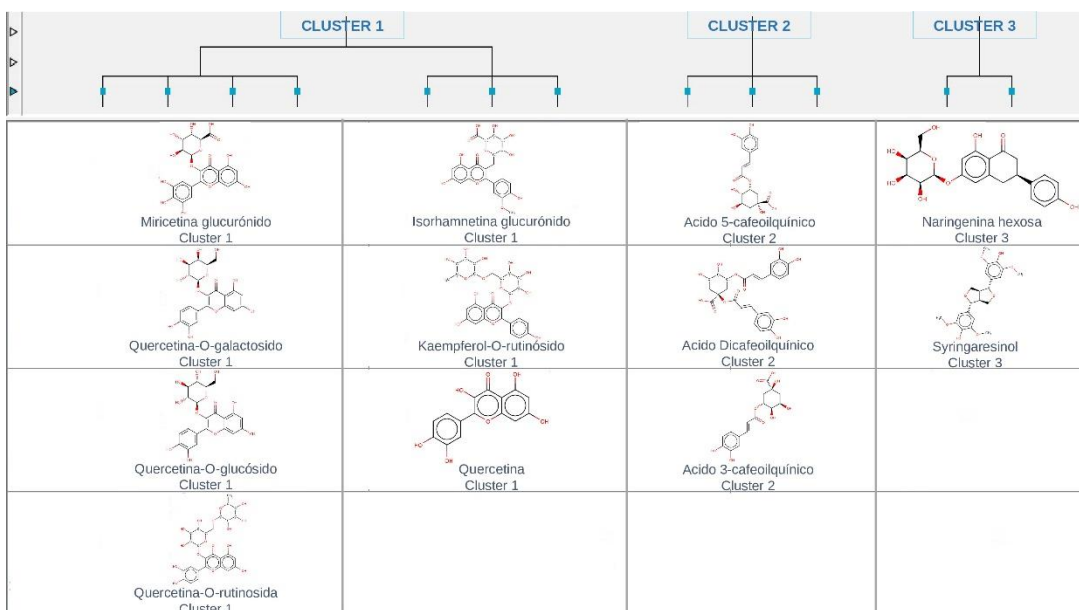 CLUSTER 1 CLUSTER 2 CLUSTER 3
Miricetina glucurónido
Cluster 1
Isorhamnetina glucurónido
Cluster 1
Acido 5-cafeoilquínico
Cluster 2
Naringenina hexosa
Cluster 3
Quercetina-O-galactosido
Cluster 1
Kaempferol-O-rutinósido
Cluster 1
Acido Dicafeoilquínico
Cluster 2
Syringaresinol
Cluster 3
Quercetina-O-glucósido
Cluster 1
Quercetina
Cluster 1
Acido 3-cafeoilquínico
Cluster 2
Quercetina-O-rutinosida
Cluster 1